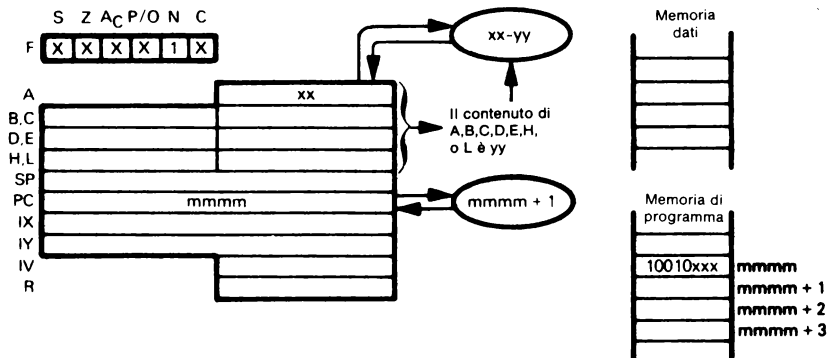 S Z AC P/O N C
F X X X X 1 X
A xx
B,C
D,E
H,L
SP
PC mmmm
IX
IY
IV
R
xx-yy
Il contenuto di
A,B,C,D,E,H,
o L è yy
mmmm + 1
Memoria
dati
Memoria di
programma
10010xxx mmmm
mmmm + 1
mmmm + 2
mmmm + 3